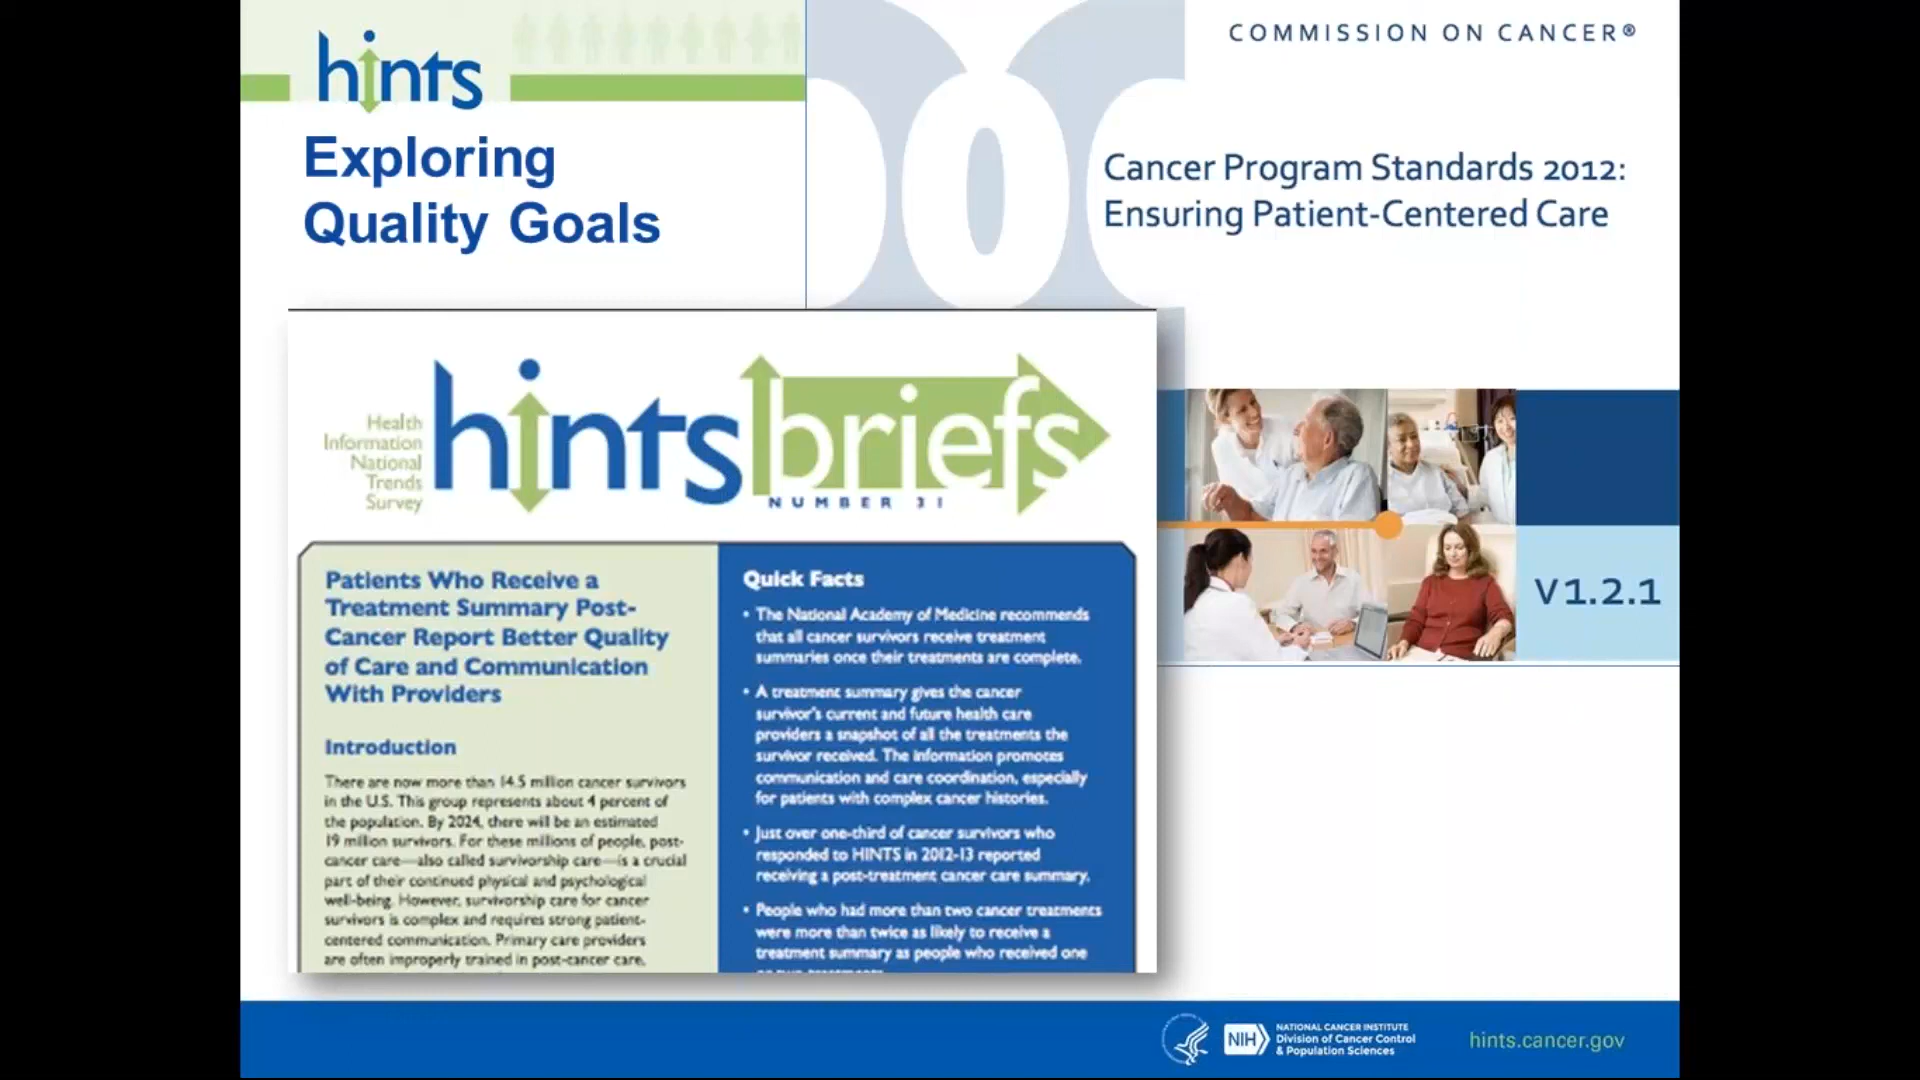 hints
Exploring
Quality Goals
COMMISSION ON CANCER®
Cancer Program Standards 2012:
Ensuring Patient-Centered Care
V1.2.1
Health
Information
National
Trends
Survey
hints briefs
NUMBER 31
Patients Who Receive a
Treatment Summary Post-
Cancer Report Better Quality
of Care and Communication
With Providers
Introduction
There are now more than 14.5 million cancer survivors
in the U.S. This group represents about 4 percent of
the population. By 2024, there will be an estimated
19 million survivors. For these millions of people, post-
cancer care—also called survivorship care—is a crucial
part of their continued physical and psychological
well-being. However, survivorship care for cancer
survivors is complex and requires strong patient-
centered communication. Primary care providers
are often improperly trained in post-cancer care,
Quick Facts
• The National Academy of Medicine recommends
that all cancer survivors receive treatment
summaries once their treatments are complete.
• A treatment summary gives the cancer
survivor's current and future health care
providers a snapshot of all the treatments the
survivor received. The information promotes
communication and care coordination, especially
for patients with complex cancer histories.
• Just over one-third of cancer survivors who
responded to HINTS in 2012-13 reported
receiving a post-treatment cancer care summary.
• People who had more than two cancer treatments
were more than twice as likely to receive a
treatment summary as people who received one
NIH
NATIONAL CANCER INSTITUTE
Division of Cancer Control
& Population Sciences
hints.cancer.gov